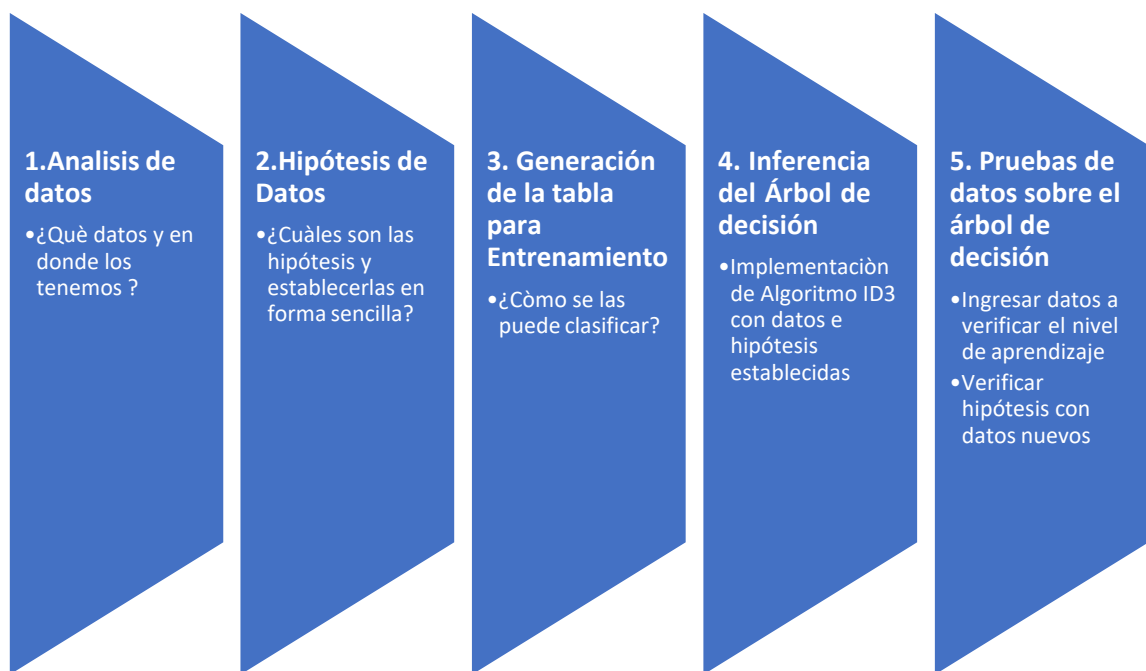 1.Analisis de
datos
•¿Què datos y en
donde los
tenemos ?
2.Hipótesis de
Datos
•¿Cuàles son las
hipótesis y
establecerlas en
forma sencilla?
3. Generación
de la tabla
para
Entrenamiento
•¿Còmo se las
puede clasificar?
4. Inferencia
del Árbol de
decisión
•Implementaciòn
de Algoritmo ID3
con datos e
hipótesis
establecidas
5. Pruebas de
datos sobre el
árbol de
decisión
•Ingresar datos a
verificar el nivel
de aprendizaje
•Verificar
hipótesis con
datos nuevos